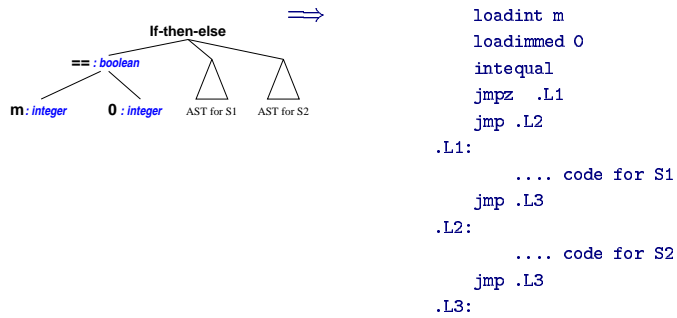 If-then-else
== : boolean
m : integer 0 : integer AST for S1 AST for S2
⟹
loadint m
loadimmed 0
intequal
jmpz .L1
jmp .L2
.L1:
.... code for S1
jmp .L3
.L2:
.... code for S2
jmp .L3
.L3: